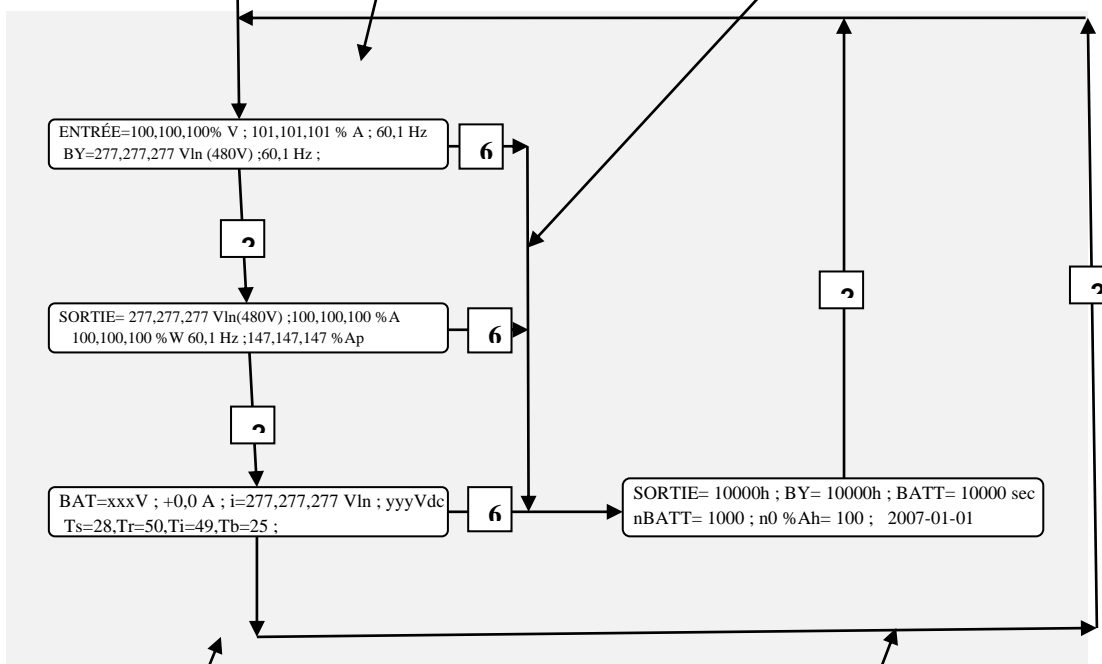 ENTRÉE=100,100,100% V ; 101,101,101 % A ; 60,1 Hz
BY=277,277,277 Vln (480V) ;60,1 Hz ;
6
SORTIE= 277,277,277 Vln(480V) ;100,100,100 %A
100,100,100 %W 60,1 Hz ;147,147,147 %Ap
6
BAT=xxxV ; +0,0 A ; i=277,277,277 Vln ; yyyVdc
Ts=28,Tr=50,Ti=49,Tb=25 ;
6
SORTIE= 10000h ; BY= 10000h ; BATT= 10000 sec
nBATT= 1000 ; n0 %Ah= 100 ; 2007-01-01